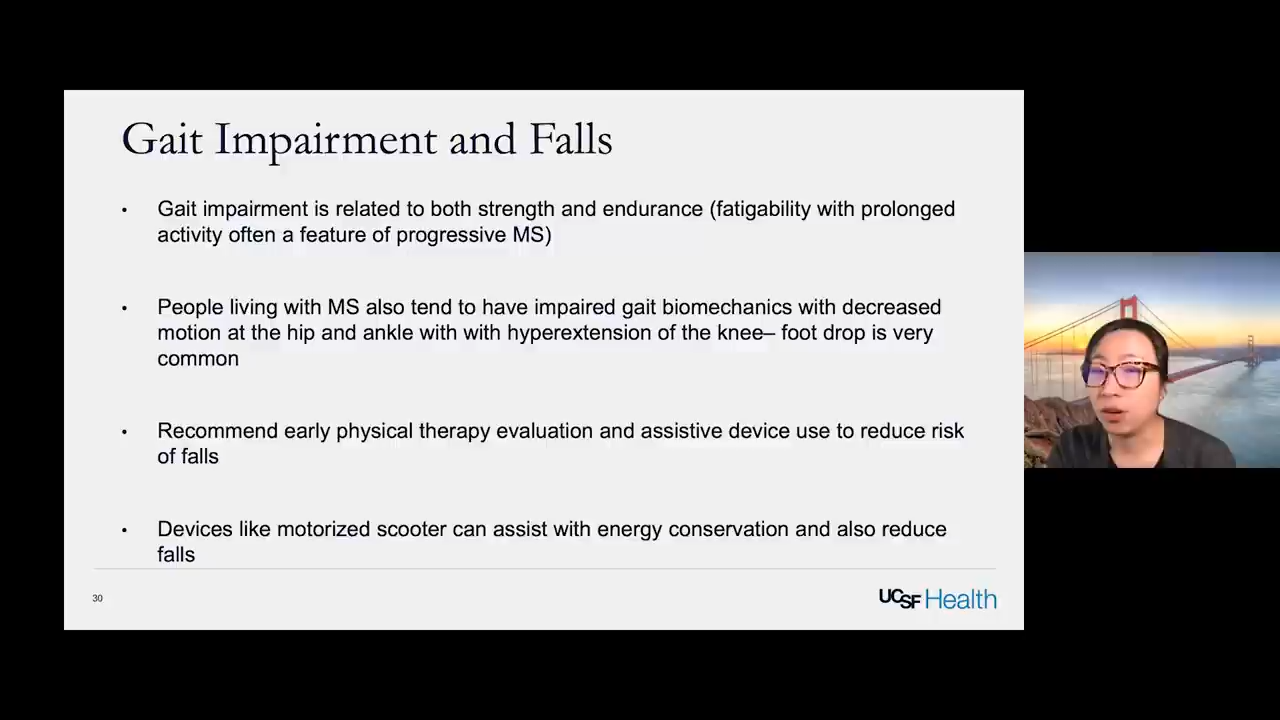 Gait Impairment and Falls
• Gait impairment is related to both strength and endurance (fatigability with prolonged
activity often a feature of progressive MS)
• People living with MS also tend to have impaired gait biomechanics with decreased
motion at the hip and ankle with with hyperextension of the knee– foot drop is very
common
• Recommend early physical therapy evaluation and assistive device use to reduce risk
of falls
• Devices like motorized scooter can assist with energy conservation and also reduce
falls
30
UCSF Health